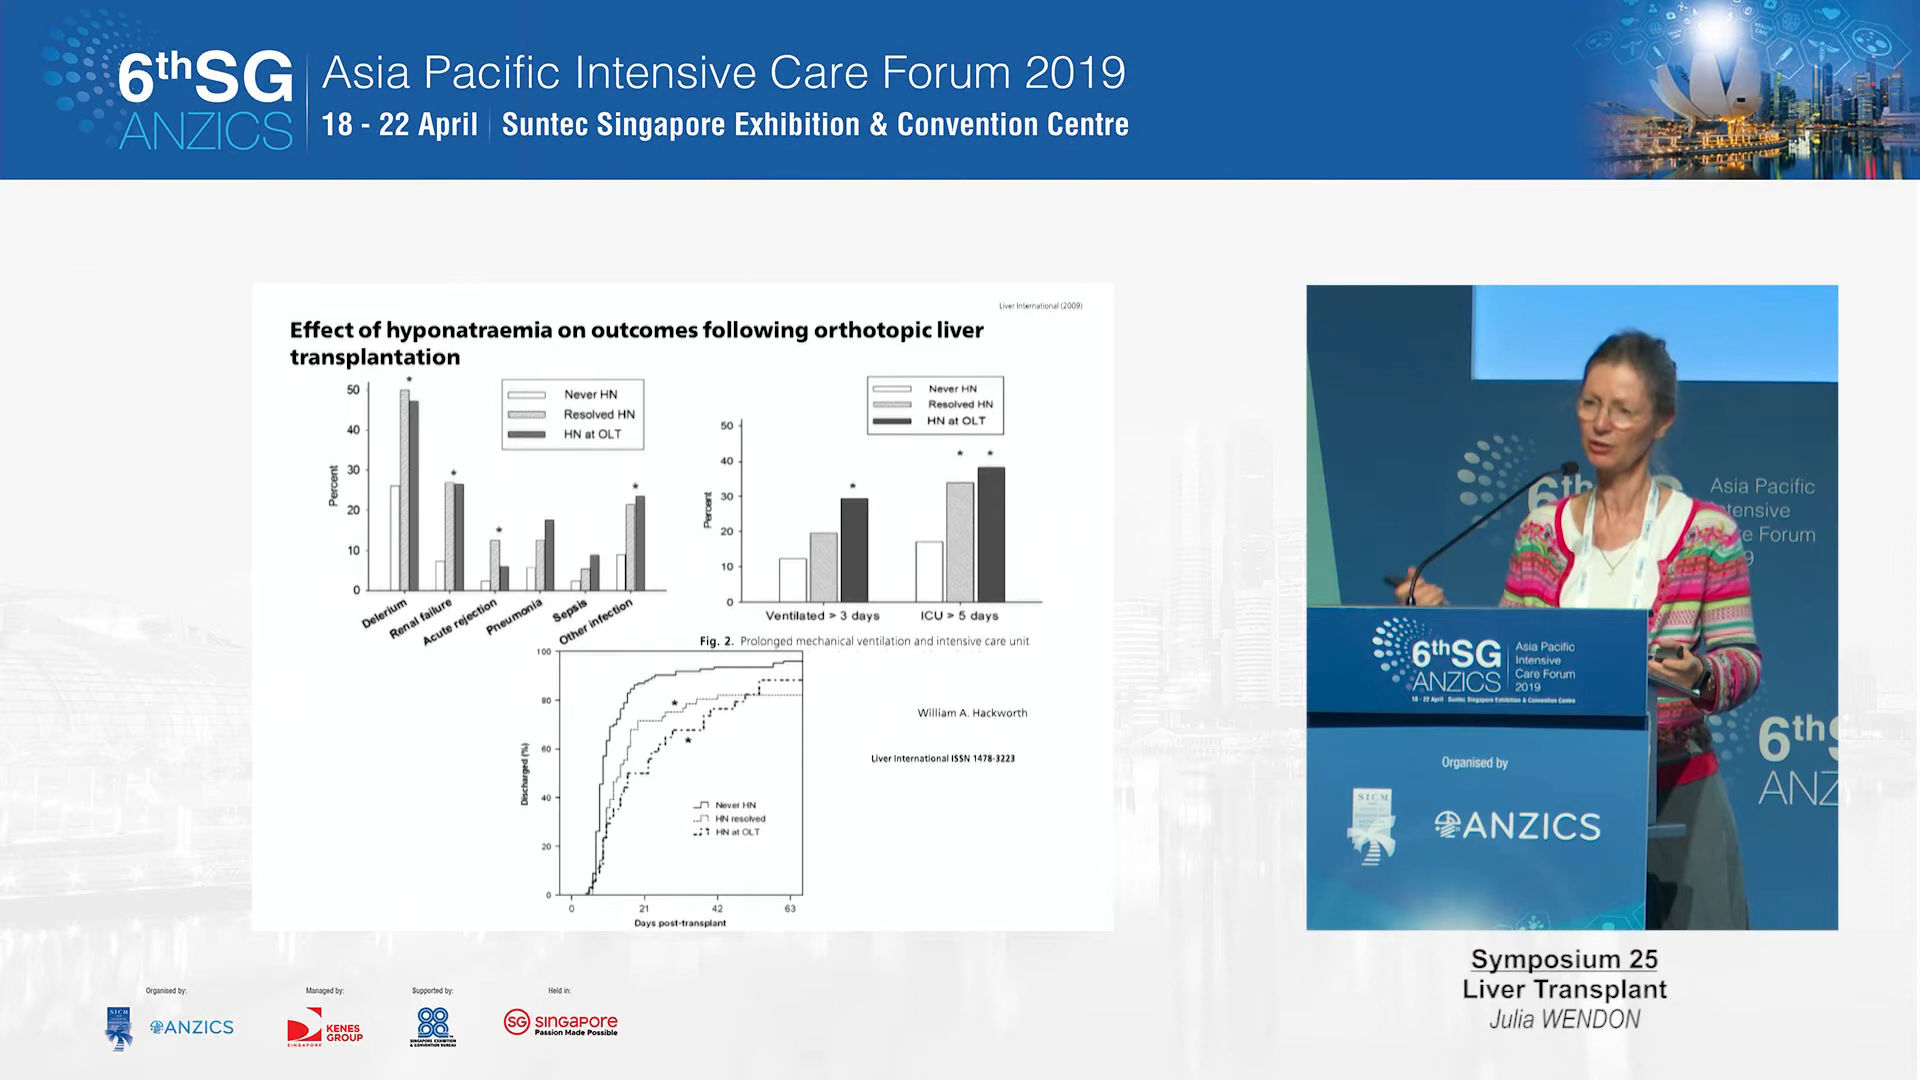 6thSG
ANZICS
Asia Pacific Intensive Care Forum 2019
18 - 22 April | Suntec Singapore Exhibition & Convention Centre
Liver International (2009)
Effect of hyponatraemia on outcomes following orthotopic liver
transplantation
50
40
30
20
10
0
Percent
Never HN
Resolved HN
HN at OLT
Delerium
Renal failure
Acute rejection
Pneumonia
Sepsis
Other infection
50
40
30
20
10
0
Percent
Never HN
Resolved HN
HN at OLT
Ventilated > 3 days
ICU > 5 days
Fig. 2. Prolonged mechanical ventilation and intensive care unit
100
80
60
40
20
0
Discharged (%)
Never HN
HN resolved
HN at OLT
0 21 42 63
Days post-transplant
William A. Hackworth
Liver International ISSN 1478-3223
Asia Pacific
e Forum
6thSG
ANZICS
Asia Pacific
Intensive
Care Forum
2019
18 - 22 April Suntec Singapore Exhibition & Convention Centre
Organised by
SICM
ANZICS
6th
ANZ
Symposium 25
Liver Transplant
Julia WENDON
Organised by:
SICM
ANZICS
Managed by:
KENES
GROUP
SINGAPORE
Supported by:
SINGAPORE EXHIBITION
& CONVENTION BUREAU
Held in:
SG SINGAPORE
Passion Made Possible